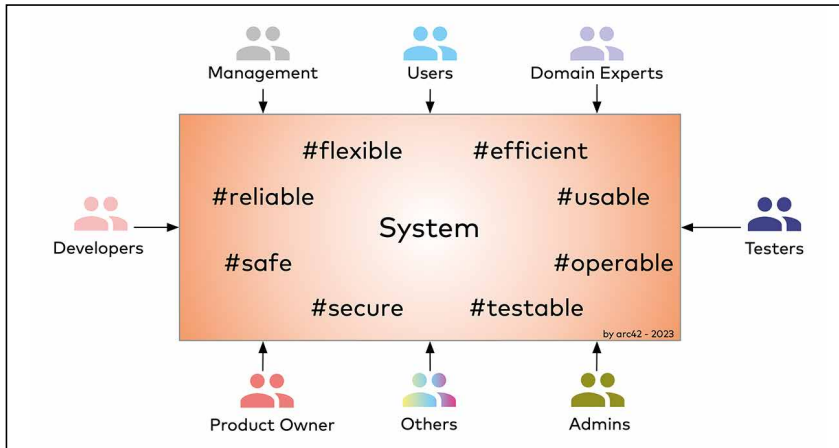 Management
Users
Domain Experts
#flexible
#efficient
#reliable
#usable
Developers
System
Testers
#safe
#operable
#secure
#testable
by arc42 - 2023
Product Owner
Others
Admins